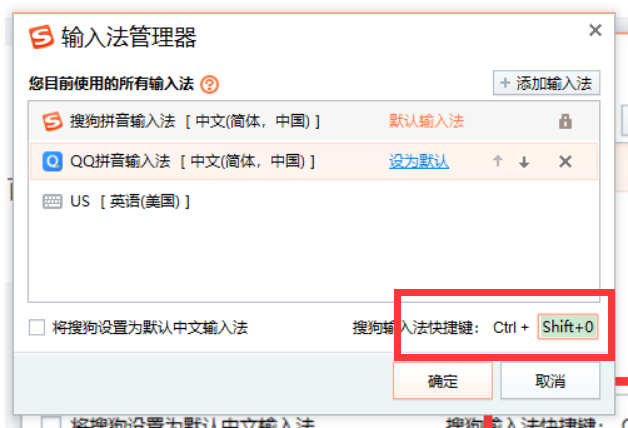 输入法管理器
您目前使用的所有输入法
+ 添加输入法
搜狗拼音输入法 [ 中文(简体，中国) ] 默认输入法
QQ拼音输入法 [ 中文(简体，中国) ] 设为默认
US [ 英语(美国) ]
将搜狗设置为默认中文输入法 搜狗输入法快捷键： Ctrl + Shift+0
确定 取消
将搜狗设置为默认中文输入法 搜狗输入法快捷键：